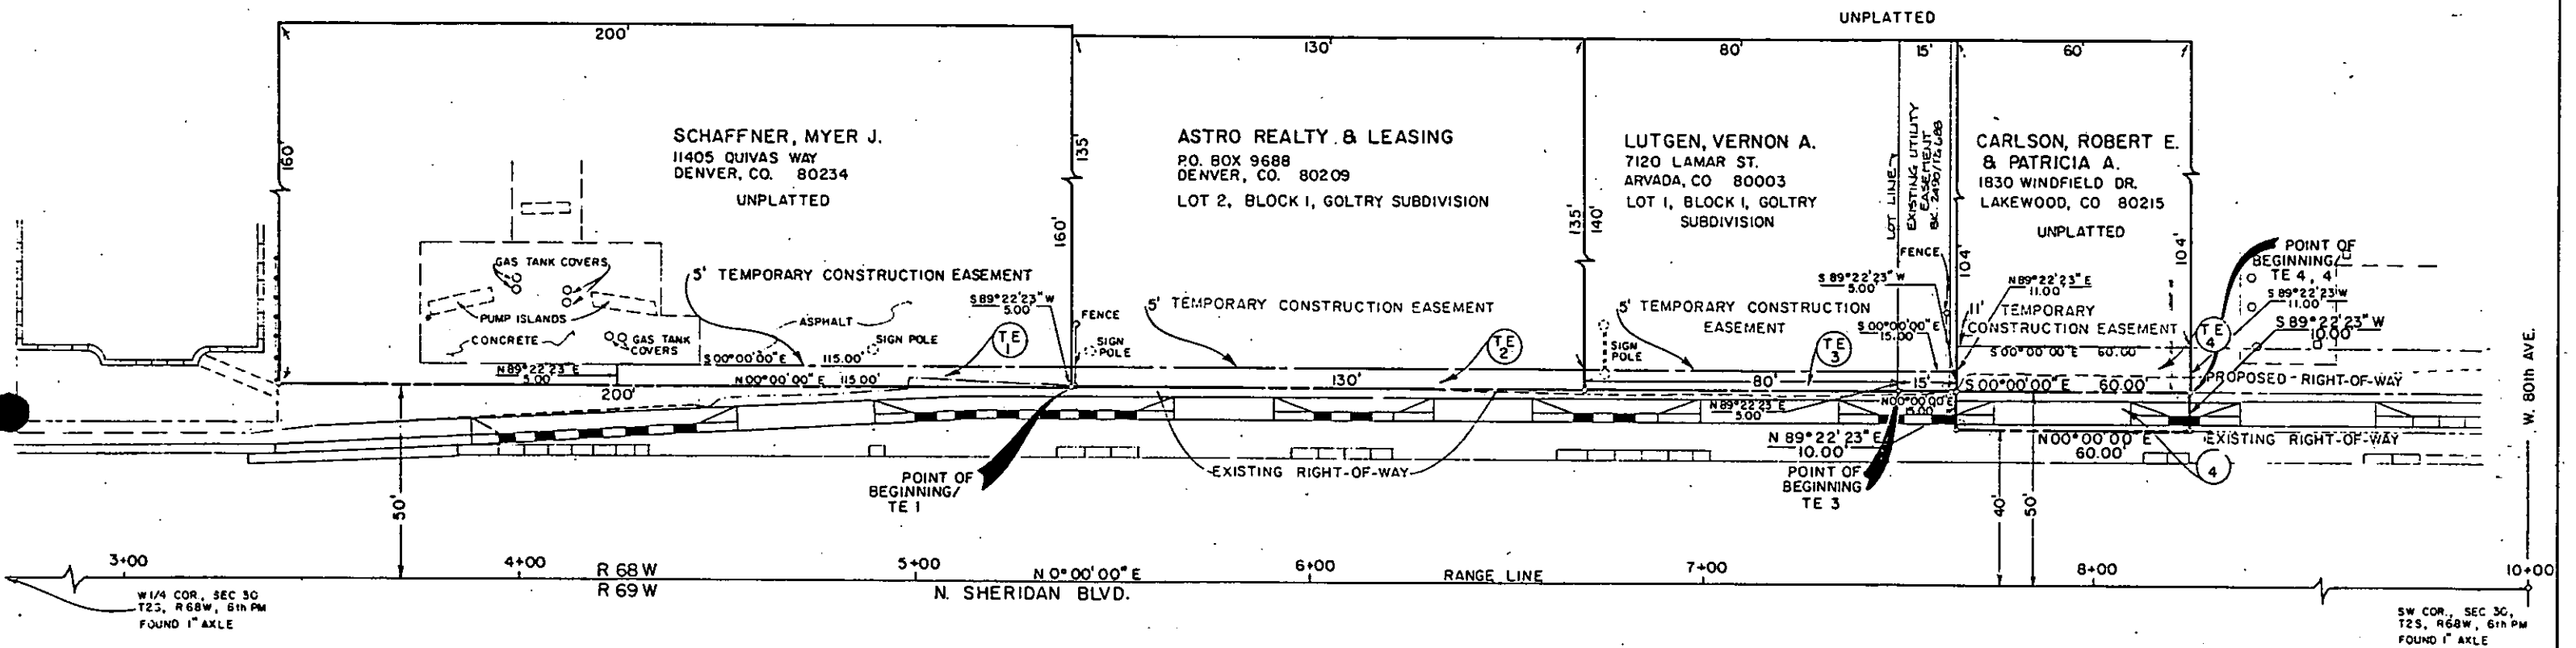 UNPLATTED
200'
130'
80'
15'
60'
160'
135'
160'
135'
140'
104'
104'
SCHAFFNER, MYER J.
11405 QUIVAS WAY
DENVER, CO. 80234
UNPLATTED
ASTRO REALTY & LEASING
P.O. BOX 9688
DENVER, CO. 80209
LOT 2, BLOCK 1, GOLTRY SUBDIVISION
LUTGEN, VERNON A.
7120 LAMAR ST.
ARVADA, CO 80003
LOT 1, BLOCK 1, GOLTRY
SUBDIVISION
LOT LINE
EXISTING UTILITY
EASEMENT
CARLSON, ROBERT E.
& PATRICIA A.
1830 WINDFIELD DR.
LAKEWOOD, CO 80215
UNPLATTED
GAS TANK COVERS
PUMP ISLANDS
CONCRETE
GAS TANK
COVERS
ASPHALT
SIGN POLE
5' TEMPORARY CONSTRUCTION EASEMENT
S 89°22'23" W
5.00'
TE
1
FENCE
SIGN
POLE
5' TEMPORARY CONSTRUCTION EASEMENT
TE
2
5' TEMPORARY CONSTRUCTION
EASEMENT
SIGN
POLE
S 00°00'00" E
15.00'
TE
3
FENCE
S 89°22'23" W
5.00'
N 89°22'23" E
11.00'
11' TEMPORARY
CONSTRUCTION EASEMENT
S 00°00'00" E 60.00'
TE
4
POINT OF
BEGINNING/
TE 4, 4
S 89°22'23" W
11.00'
S 89°22'23" W
10.00'
S 00°00'00" E 115.00'
N 89°22'23" E
5.00'
N 00°00'00" E 115.00'
200'
130'
80'
15'
S 00°00'00" E 60.00'
PROPOSED RIGHT-OF-WAY
N 89°22'23" E
5.00
N 00°00'00" E
15.00
N 89°22'23" E
10.00'
N 00°00'00" E
60.00'
EXISTING RIGHT-OF-WAY
4
EXISTING RIGHT-OF-WAY
POINT OF
BEGINNING/
TE 1
POINT OF
BEGINNING
TE 3
50'
40'
50'
W. 80th AVE.
3+00
4+00
5+00
6+00
7+00
8+00
10+00
R 68 W
R 69 W
N 0°00'00" E
RANGE LINE
N. SHERIDAN BLVD.
W 1/4 COR., SEC 30
T2S, R68W, 6th PM
FOUND 1" AXLE
SW COR., SEC 30,
T2S, R68W, 6th PM
FOUND 1" AXLE